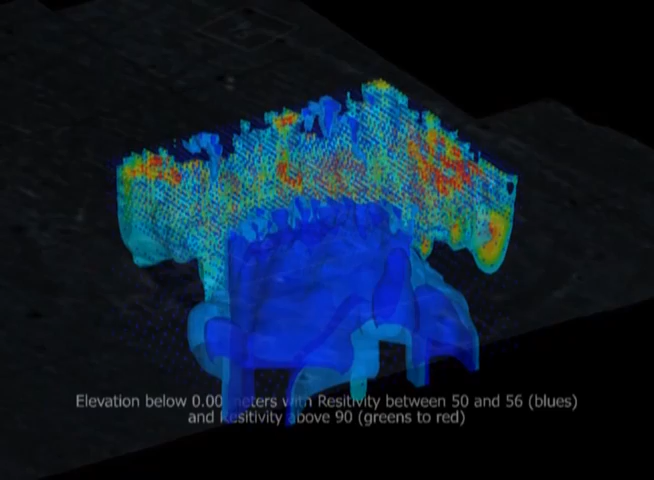 Elevation below 0.00 meters with Resitivity between 50 and 56 (blues)
and Resitivity above 90 (greens to red)